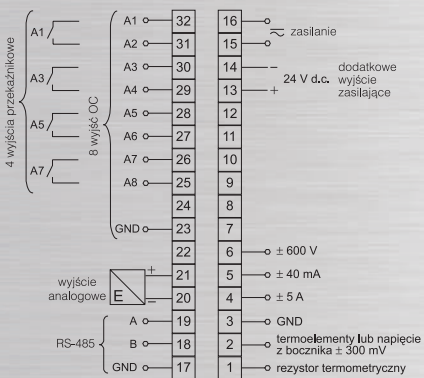 4 wyjścia przekaźnikowe
A1
A3
A5
A7
8 wyjść OC
A1 32
A2 31
A3 30
A4 29
A5 28
A6 27
A7 26
A8 25
24
GND 23
22
wyjście
analogowe
E
+ 21
− 20
RS-485
A 19
B 18
GND 17
16
15
zasilanie
14 −
13 +
24 V d.c.
dodatkowe
wyjście
zasilające
12
11
10
9
8
7
6 ± 600 V
5 ± 40 mA
4 ± 5 A
3 GND
2 termoelementy lub napięcie
z bocznika ± 300 mV
1 rezystor termometryczny